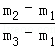 m₂ − m₁
m₃ − m₁